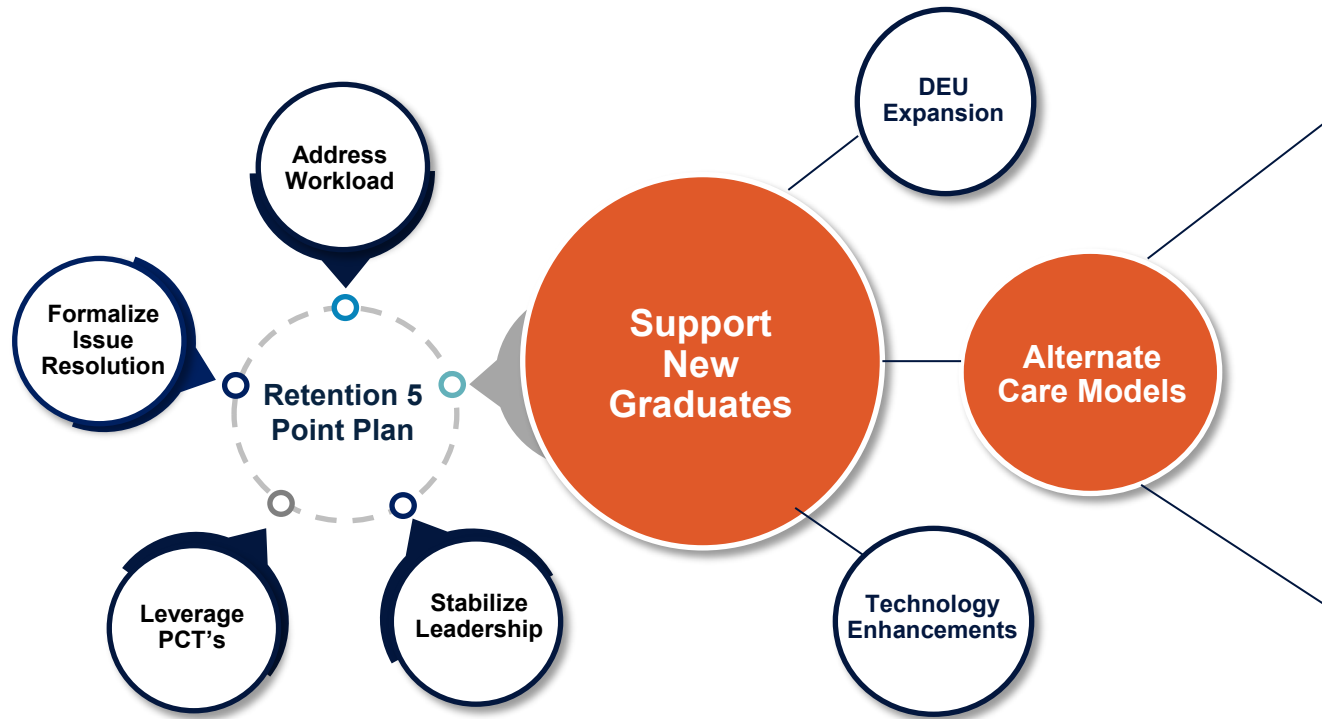 Address
Workload
Formalize
Issue
Resolution
Retention 5
Point Plan
Leverage
PCT's
Stabilize
Leadership
Support
New
Graduates
DEU
Expansion
Alternate
Care Models
Technology
Enhancements